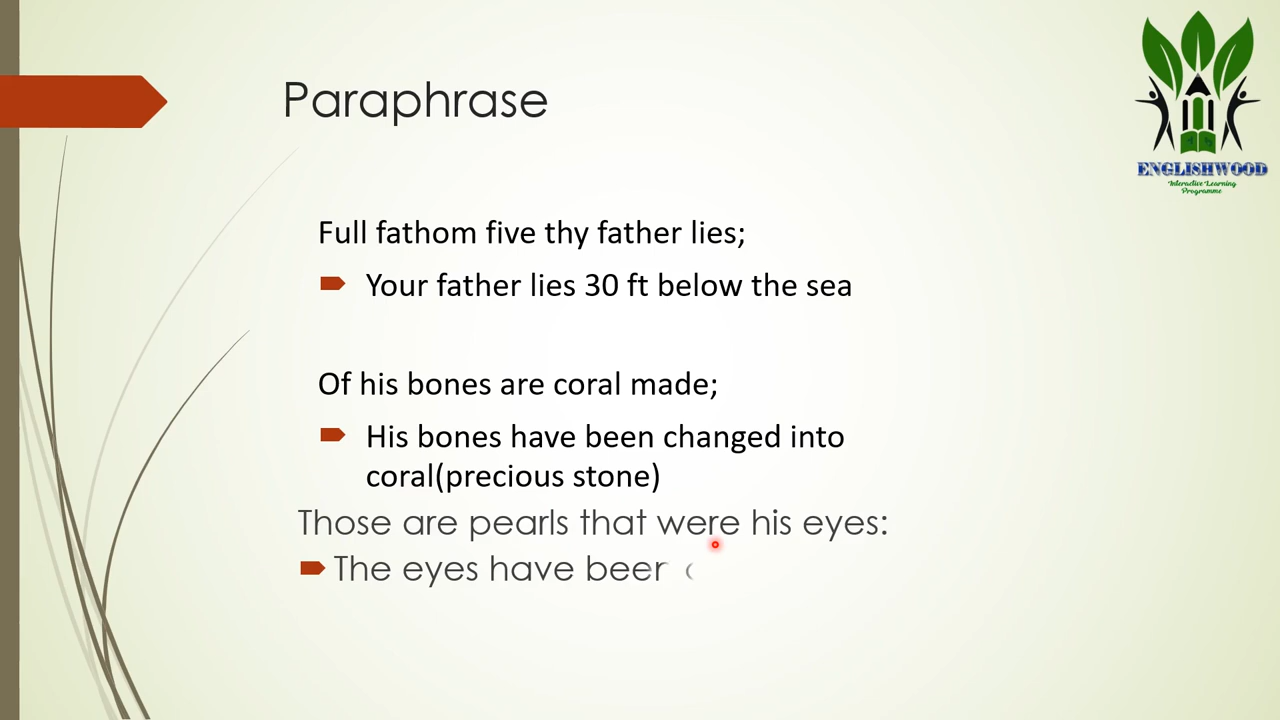 Paraphrase
ENGLISHWOOD
Interactive Learning
Programme
Full fathom five thy father lies;
Your father lies 30 ft below the sea
Of his bones are coral made;
His bones have been changed into
coral(precious stone)
Those are pearls that were his eyes:
The eyes have been